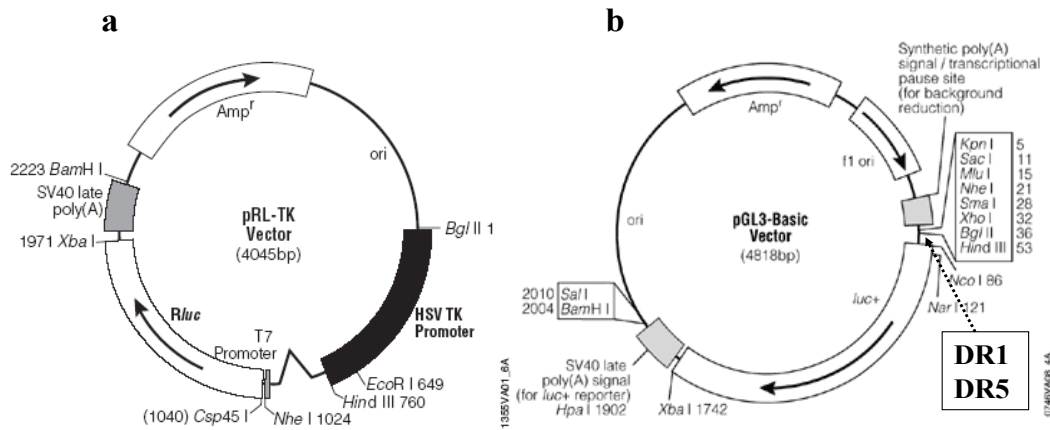 a
Ampr
ori
2223 BamH I
SV40 late
poly(A)
1971 Xba I
pRL-TK
Vector
(4045bp)
Bgl II 1
HSV TK
Promoter
Rluc
T7
Promoter
EcoR I 649
Hind III 760
(1040) Csp45 I
Nhe I 1024
1355VA01_6A
b
Synthetic poly(A)
signal / transcriptional
pause site
(for background
reduction)
Ampr
f1 ori
Kpn I 5
Sac I 11
Mlu I 15
Nhe I 21
Sma I 28
Xho I 32
Bgl II 36
Hind III 53
ori
pGL3-Basic
Vector
(4818bp)
luc+
Nco I 86
Nar I 121
2010 Sal I
2004 BamH I
SV40 late
poly(A) signal
(for luc+ reporter)
Hpa I 1902
Xba I 1742
DR1
DR5